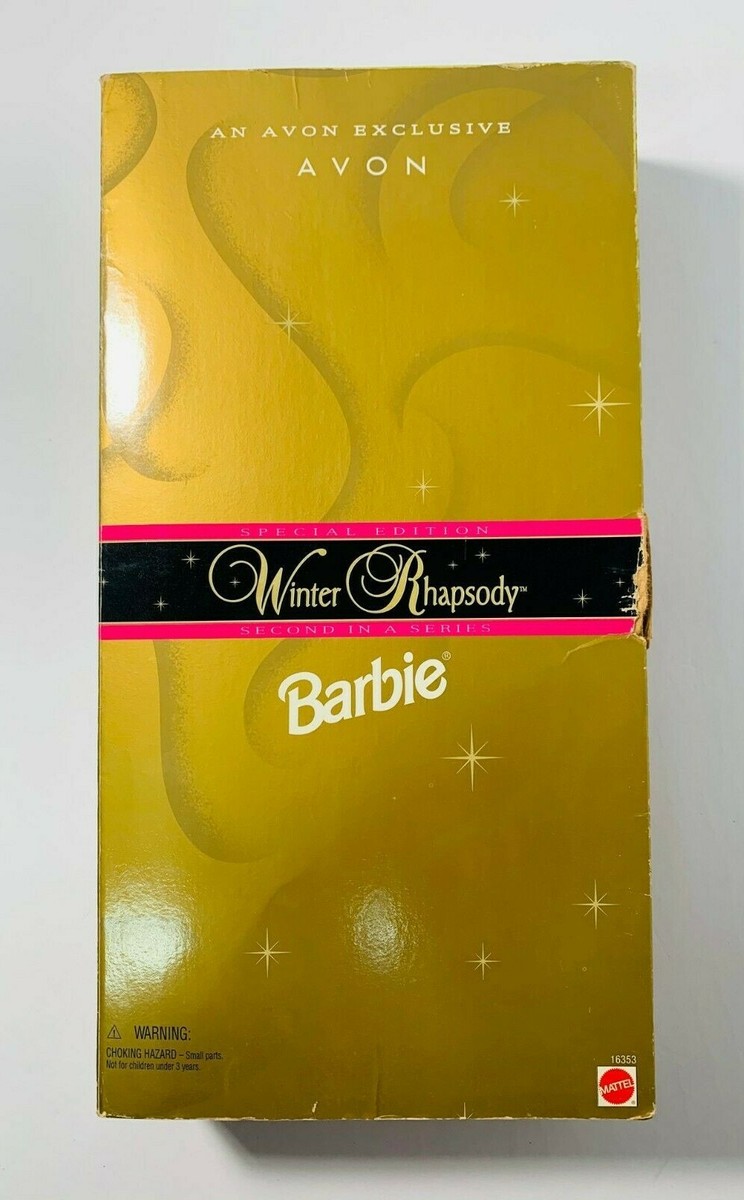 AN AVON EXCLUSIVE
AVON
SPECIAL EDITION
Winter Rhapsody™
SECOND IN A SERIES
Barbie®
⚠ WARNING:
CHOKING HAZARD – Small parts.
Not for children under 3 years.
16353
MATTEL®